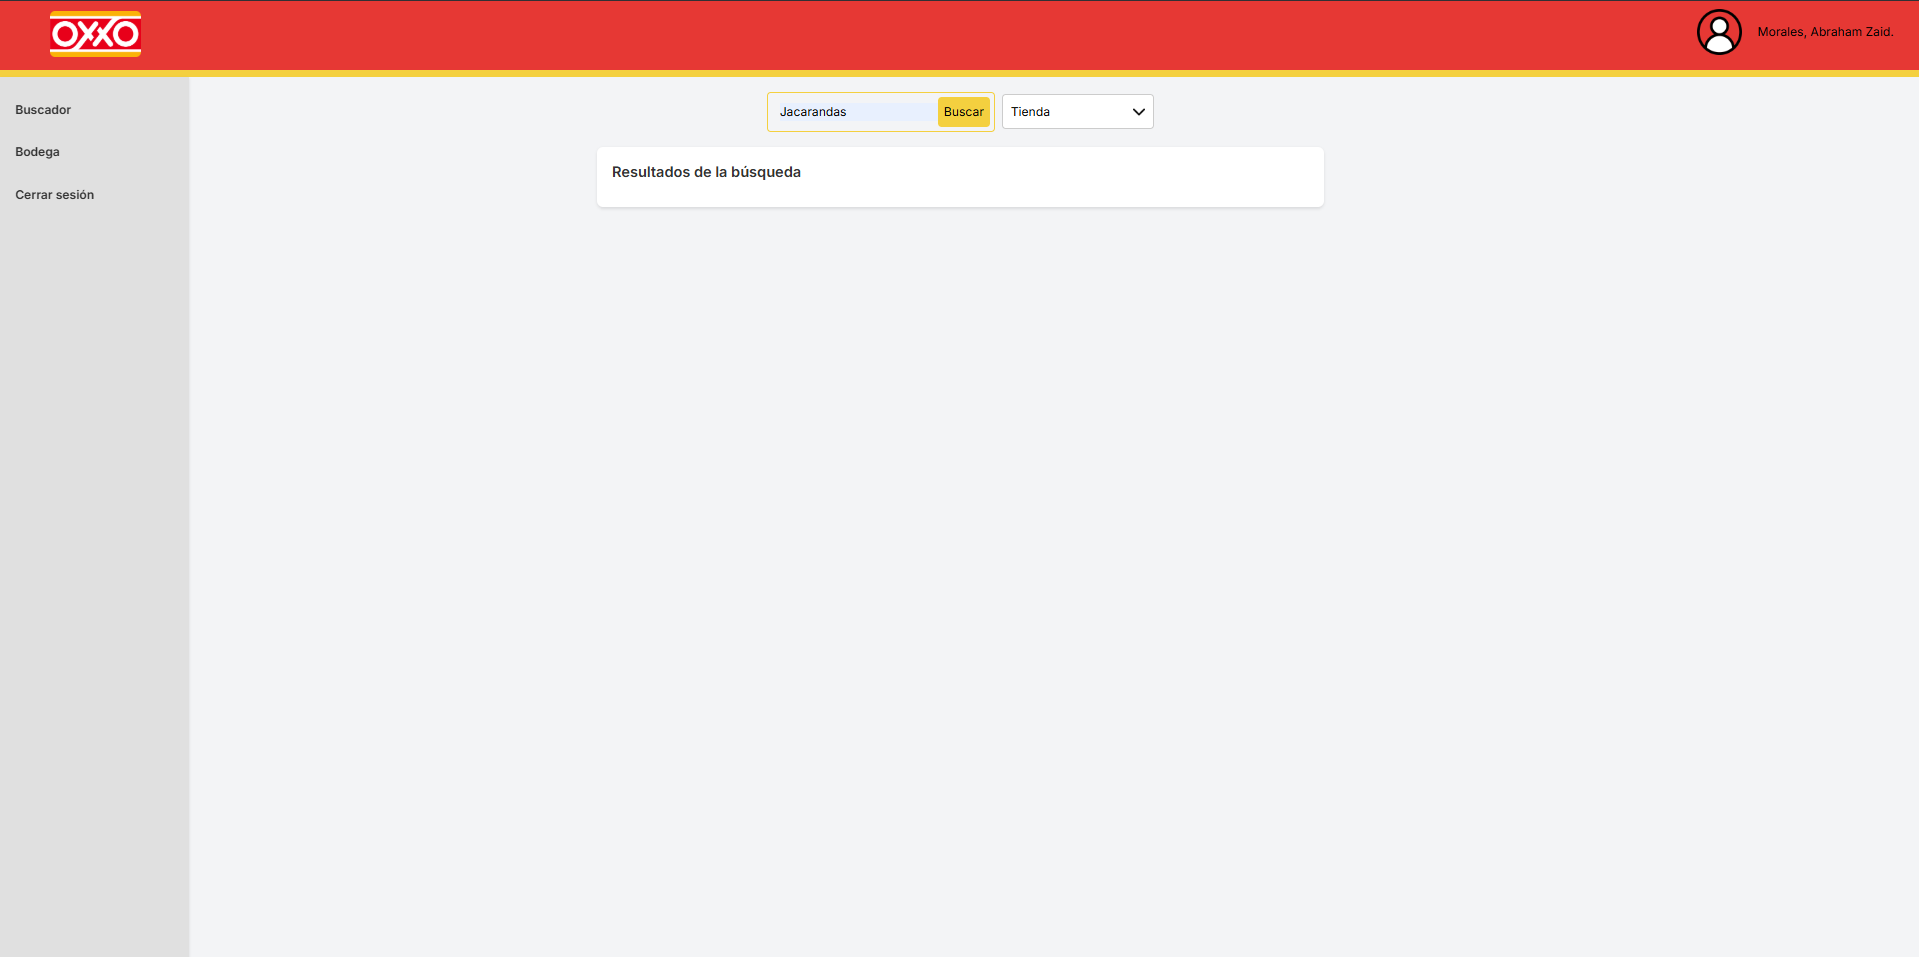 OXXO
Morales, Abraham Zaid.
Buscador
Bodega
Cerrar sesión
Jacarandas
Buscar
Tienda
Resultados de la búsqueda